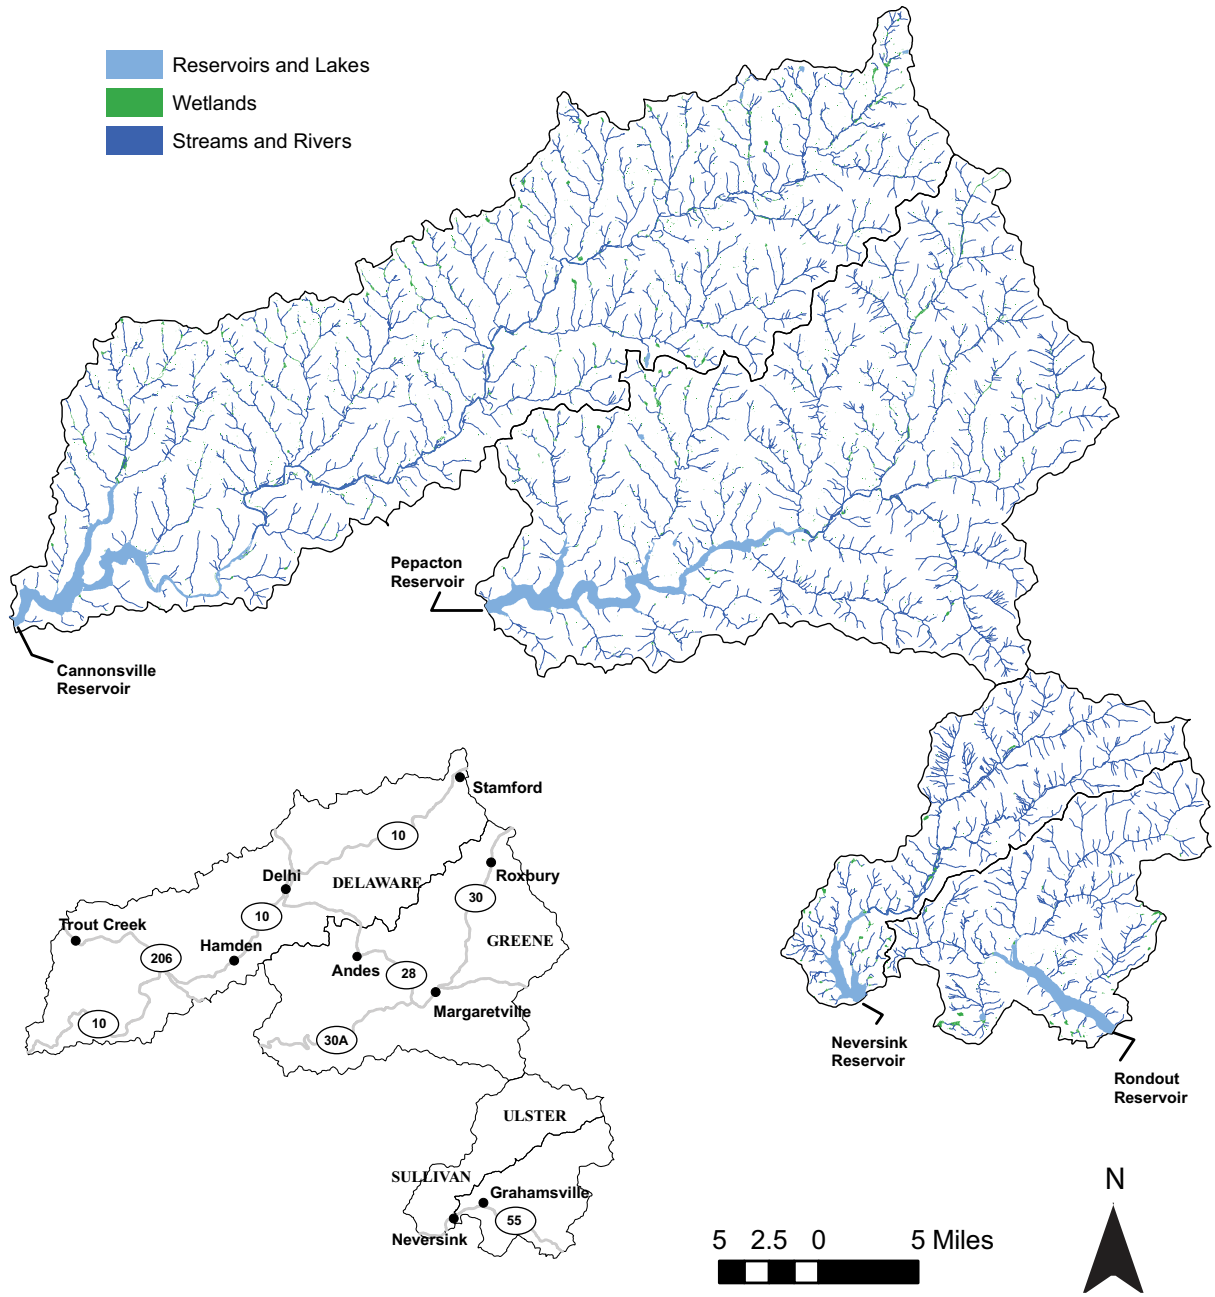 Reservoirs and Lakes
Wetlands
Streams and Rivers
Pepacton
Reservoir
Cannonsville
Reservoir
Stamford
10
Delhi
DELAWARE
Roxbury
30
10
Trout Creek
Hamden
GREENE
206
Andes
28
Margaretville
10
30A
Neversink
Reservoir
Rondout
Reservoir
ULSTER
SULLIVAN
Grahamsville
55
Neversink
N
5 2.5 0 5 Miles